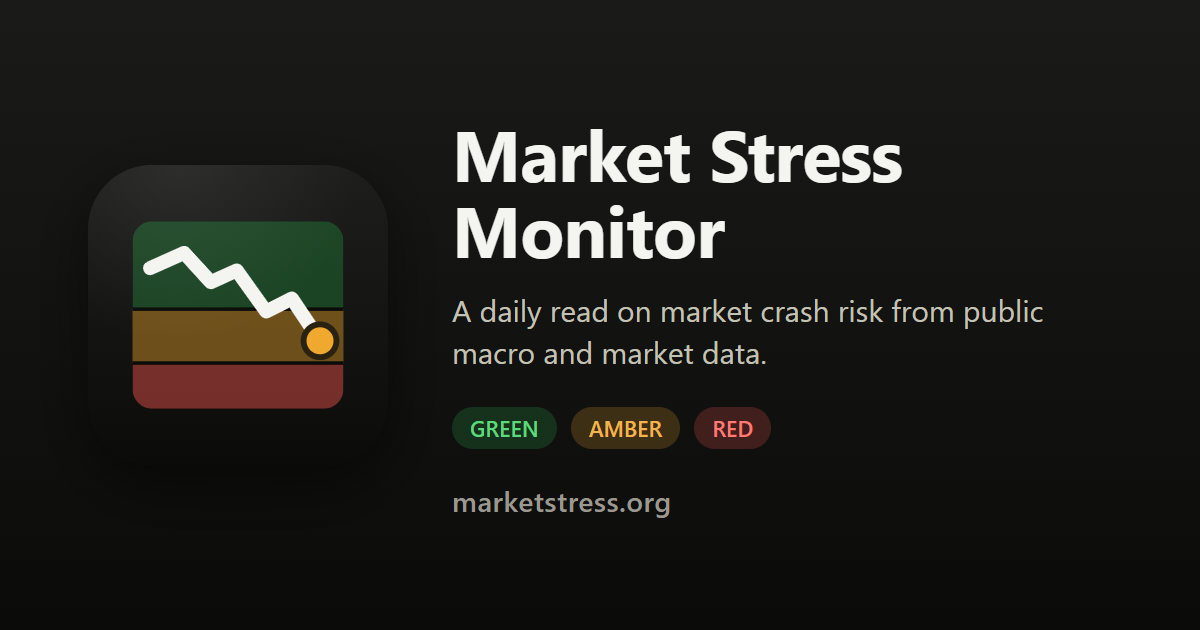 Market Stress
Monitor
A daily read on market crash risk from public
macro and market data.
GREEN AMBER RED
marketstress.org